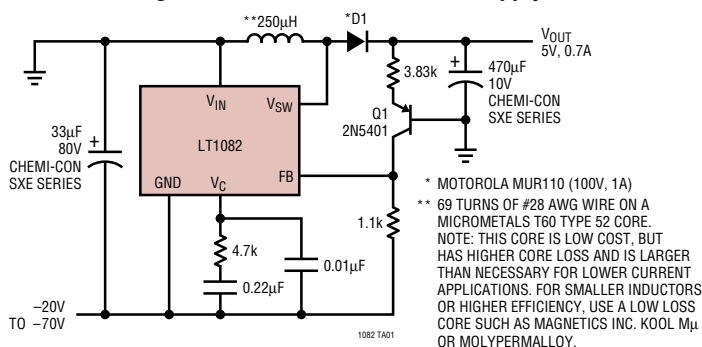 **250µH
*D1
VOUT
5V, 0.7A
3.83k
+
470µF
10V
CHEMI-CON
SXE SERIES
VIN
VSW
Q1
2N5401
33µF
80V
CHEMI-CON
SXE SERIES
+
LT1082
GND
VC
FB
* MOTOROLA MUR110 (100V, 1A)
** 69 TURNS OF #28 AWG WIRE ON A
MICROMETALS T60 TYPE 52 CORE.
NOTE: THIS CORE IS LOW COST, BUT
HAS HIGHER CORE LOSS AND IS LARGER
THAN NECESSARY FOR LOWER CURRENT
APPLICATIONS. FOR SMALLER INDUCTORS
OR HIGHER EFFICIENCY, USE A LOW LOSS
CORE SUCH AS MAGNETICS INC. KOOL Mµ
OR MOLYPERMALLOY.
1.1k
4.7k
0.01µF
0.22µF
–20V
TO –70V
1082 TA01